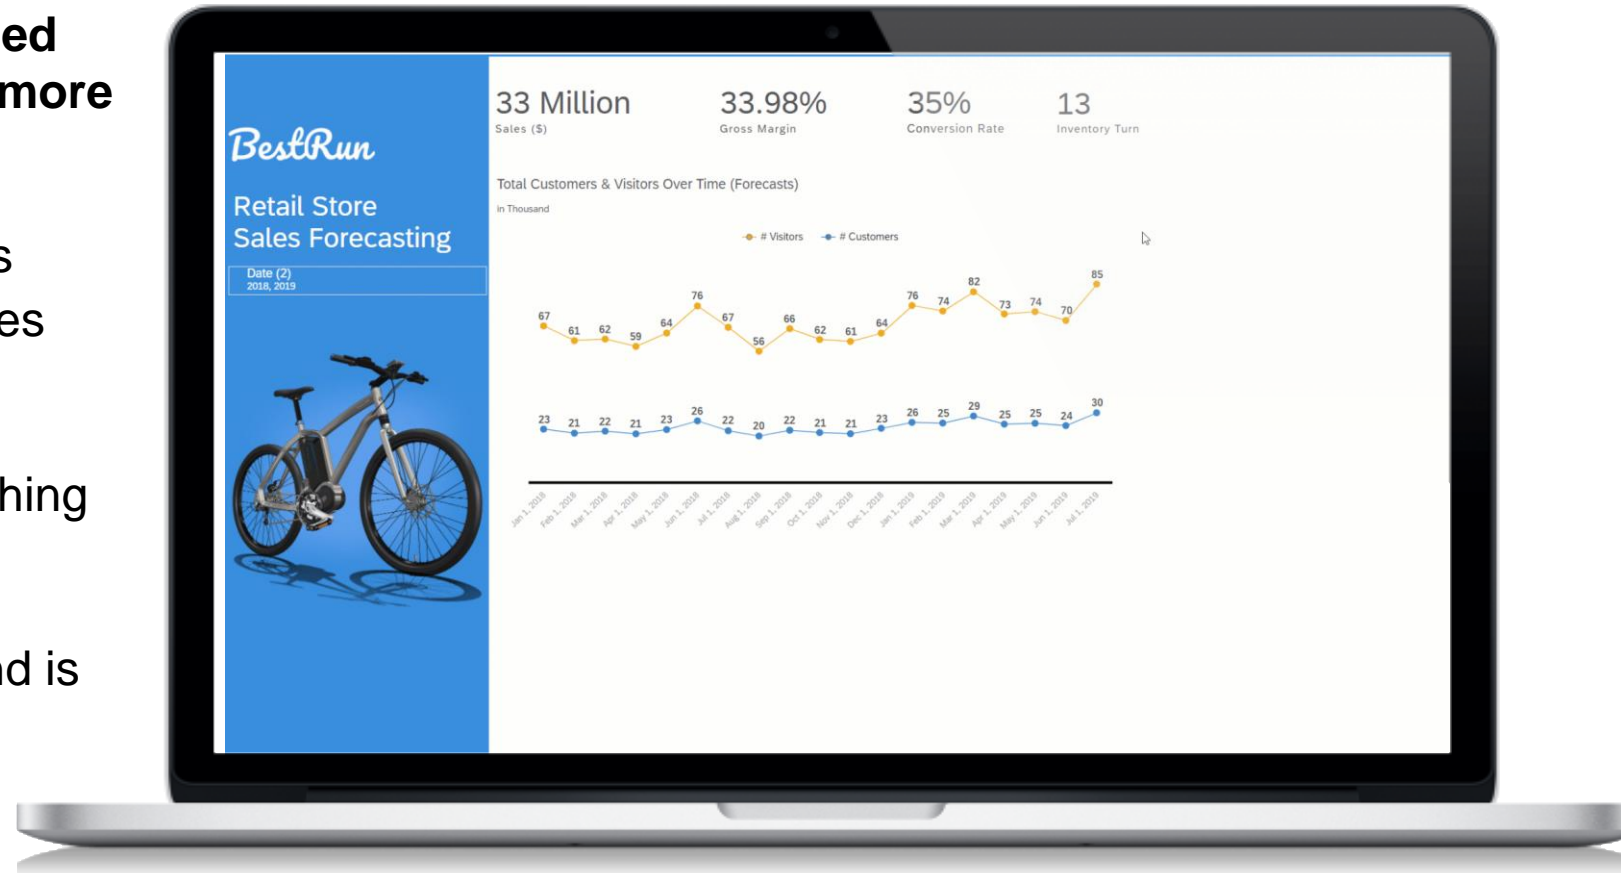 ed
more
s
es
hing
nd is
BestRun
Retail Store
Sales Forecasting
Date (2)
2018, 2019
33 Million
Sales ($)
33.98%
Gross Margin
35%
Conversion Rate
13
Inventory Turn
Total Customers & Visitors Over Time (Forecasts)
in Thousand
# Visitors # Customers
67 61 62 59 64 76 67 56 66 62 61 64 76 74 82 73 74 70 85
23 21 22 21 23 26 22 20 22 21 21 23 26 25 29 25 25 24 30
Jan 1, 2018 Feb 1, 2018 Mar 1, 2018 Apr 1, 2018 May 1, 2018 Jun 1, 2018 Jul 1, 2018 Aug 1, 2018 Sep 1, 2018 Oct 1, 2018 Nov 1, 2018 Dec 1, 2018 Jan 1, 2019 Feb 1, 2019 Mar 1, 2019 Apr 1, 2019 May 1, 2019 Jun 1, 2019 Jul 1, 2019